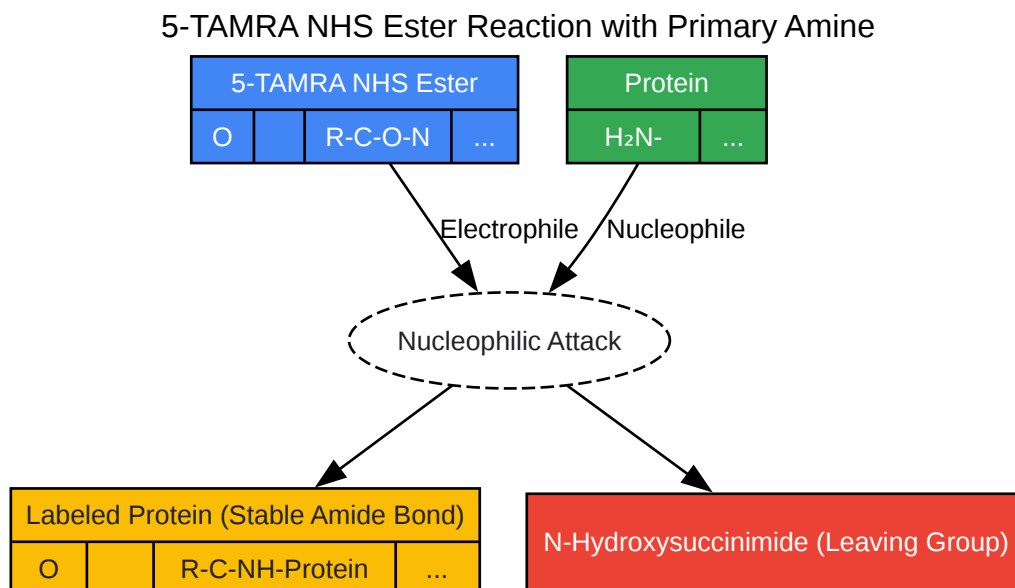 5-TAMRA NHS Ester Reaction with Primary Amine
5-TAMRA NHS Ester
O R-C-O-N ...
Protein
H₂N- ...
Electrophile
Nucleophile
Nucleophilic Attack
Labeled Protein (Stable Amide Bond)
O R-C-NH-Protein ...
N-Hydroxysuccinimide (Leaving Group)